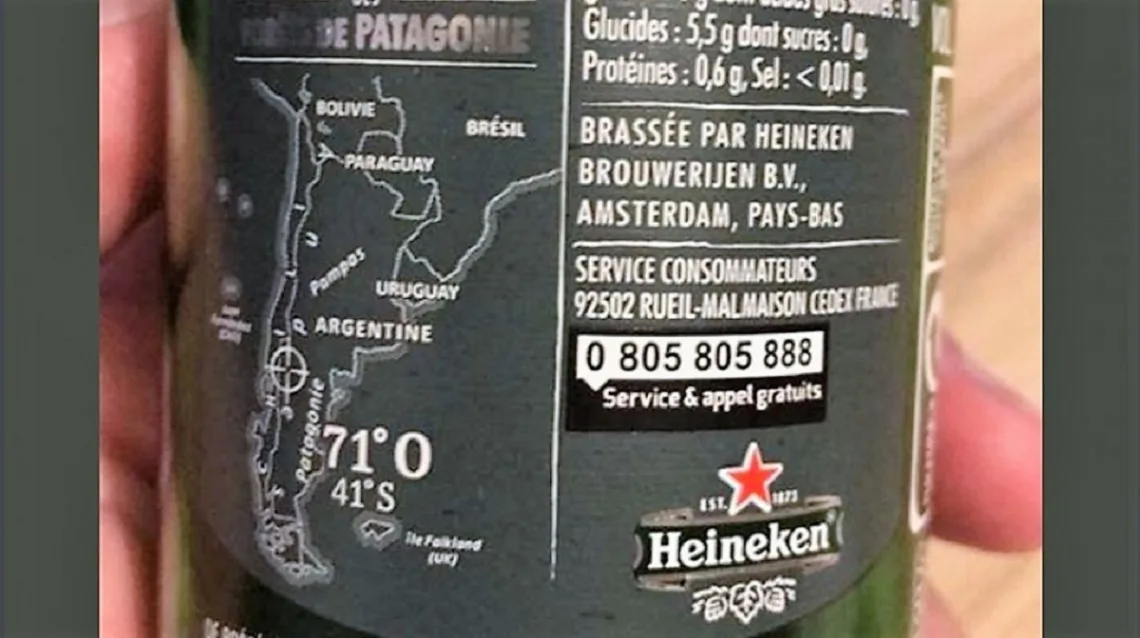 DE PATAGONIE
BOLIVIE
BRÉSIL
PARAGUAY
Pampas
URUGUAY
ARGENTINE
Patagonie
71°O
41°S
Ile Falkland
(UK)
Glucides : 5,5 g dont sucres : 0 g,
Protéines : 0,6 g, Sel : < 0,01 g.
BRASSÉE PAR HEINEKEN
BROUWERIJEN B.V.,
AMSTERDAM, PAYS-BAS
SERVICE CONSOMMATEURS
92502 RUEIL-MALMAISON CEDEX FRANCE
0 805 805 888
Service & appel gratuits
EST. 1873
Heineken